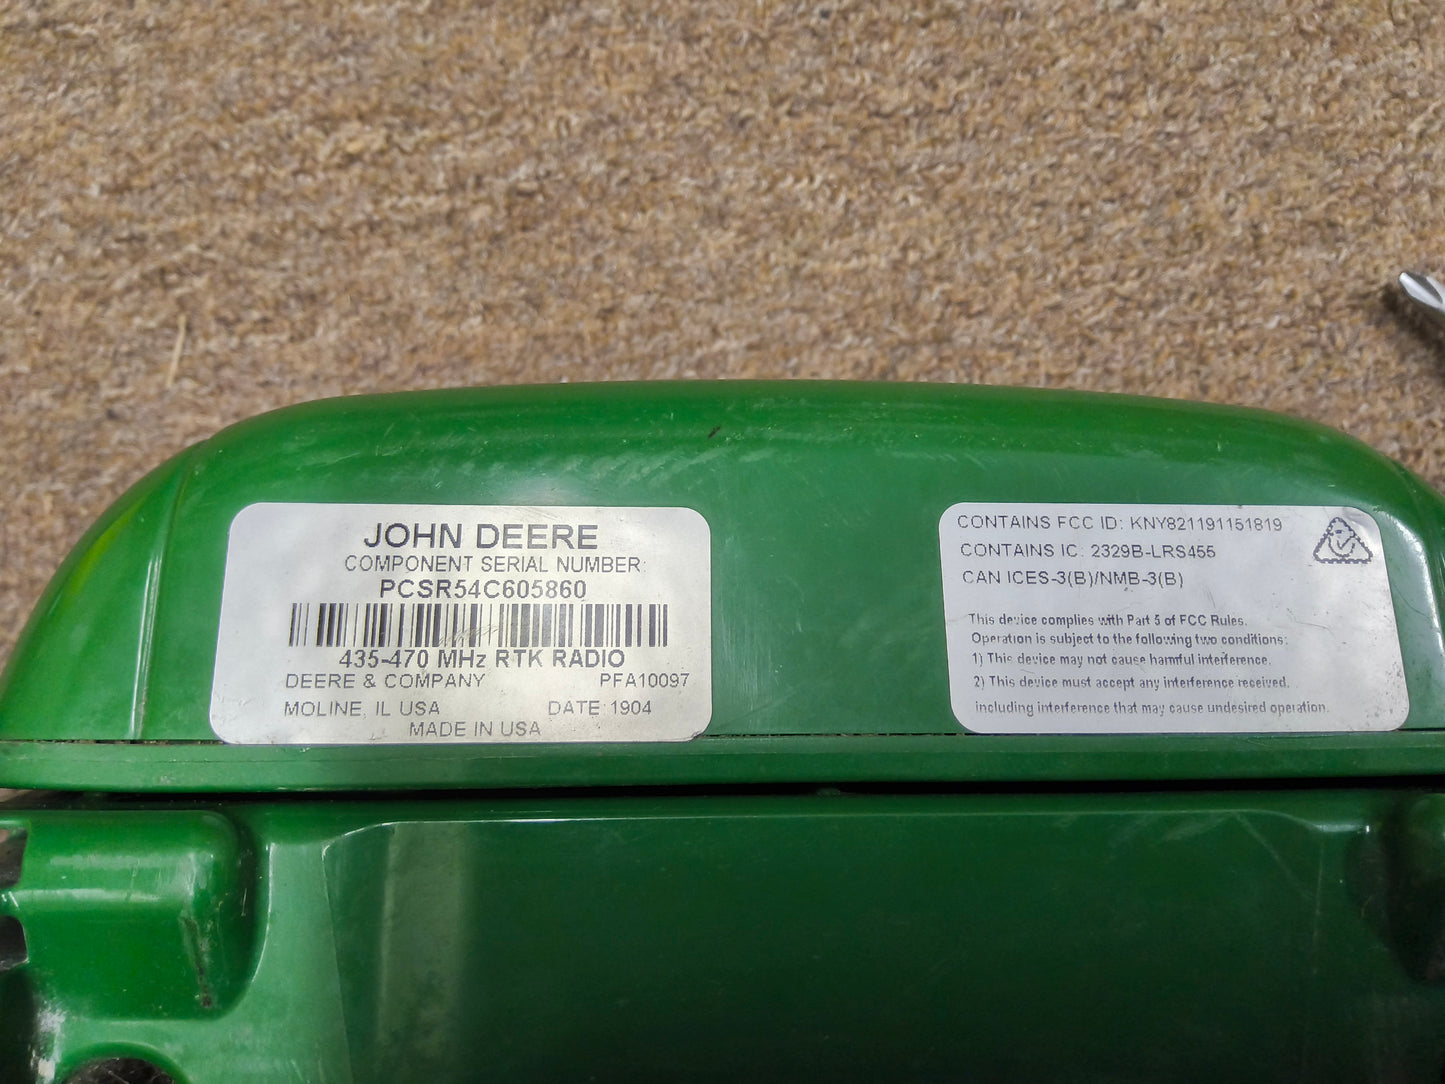 JOHN DEERE
COMPONENT SERIAL NUMBER:
PCSR54C605860
435-470 MHz RTK RADIO
DEERE & COMPANY PFA10097
MOLINE, IL USA DATE 1904
MADE IN USA
CONTAINS FCC ID: KNY821191151819
CONTAINS IC: 2329B-LRS455
CAN ICES-3(B)/NMB-3(B)
This device complies with Part 5 of FCC Rules.
Operation is subject to the following two conditions:
1) This device may not cause harmful interference.
2) This device must accept any interference received.
including interference that may cause undesired operation.